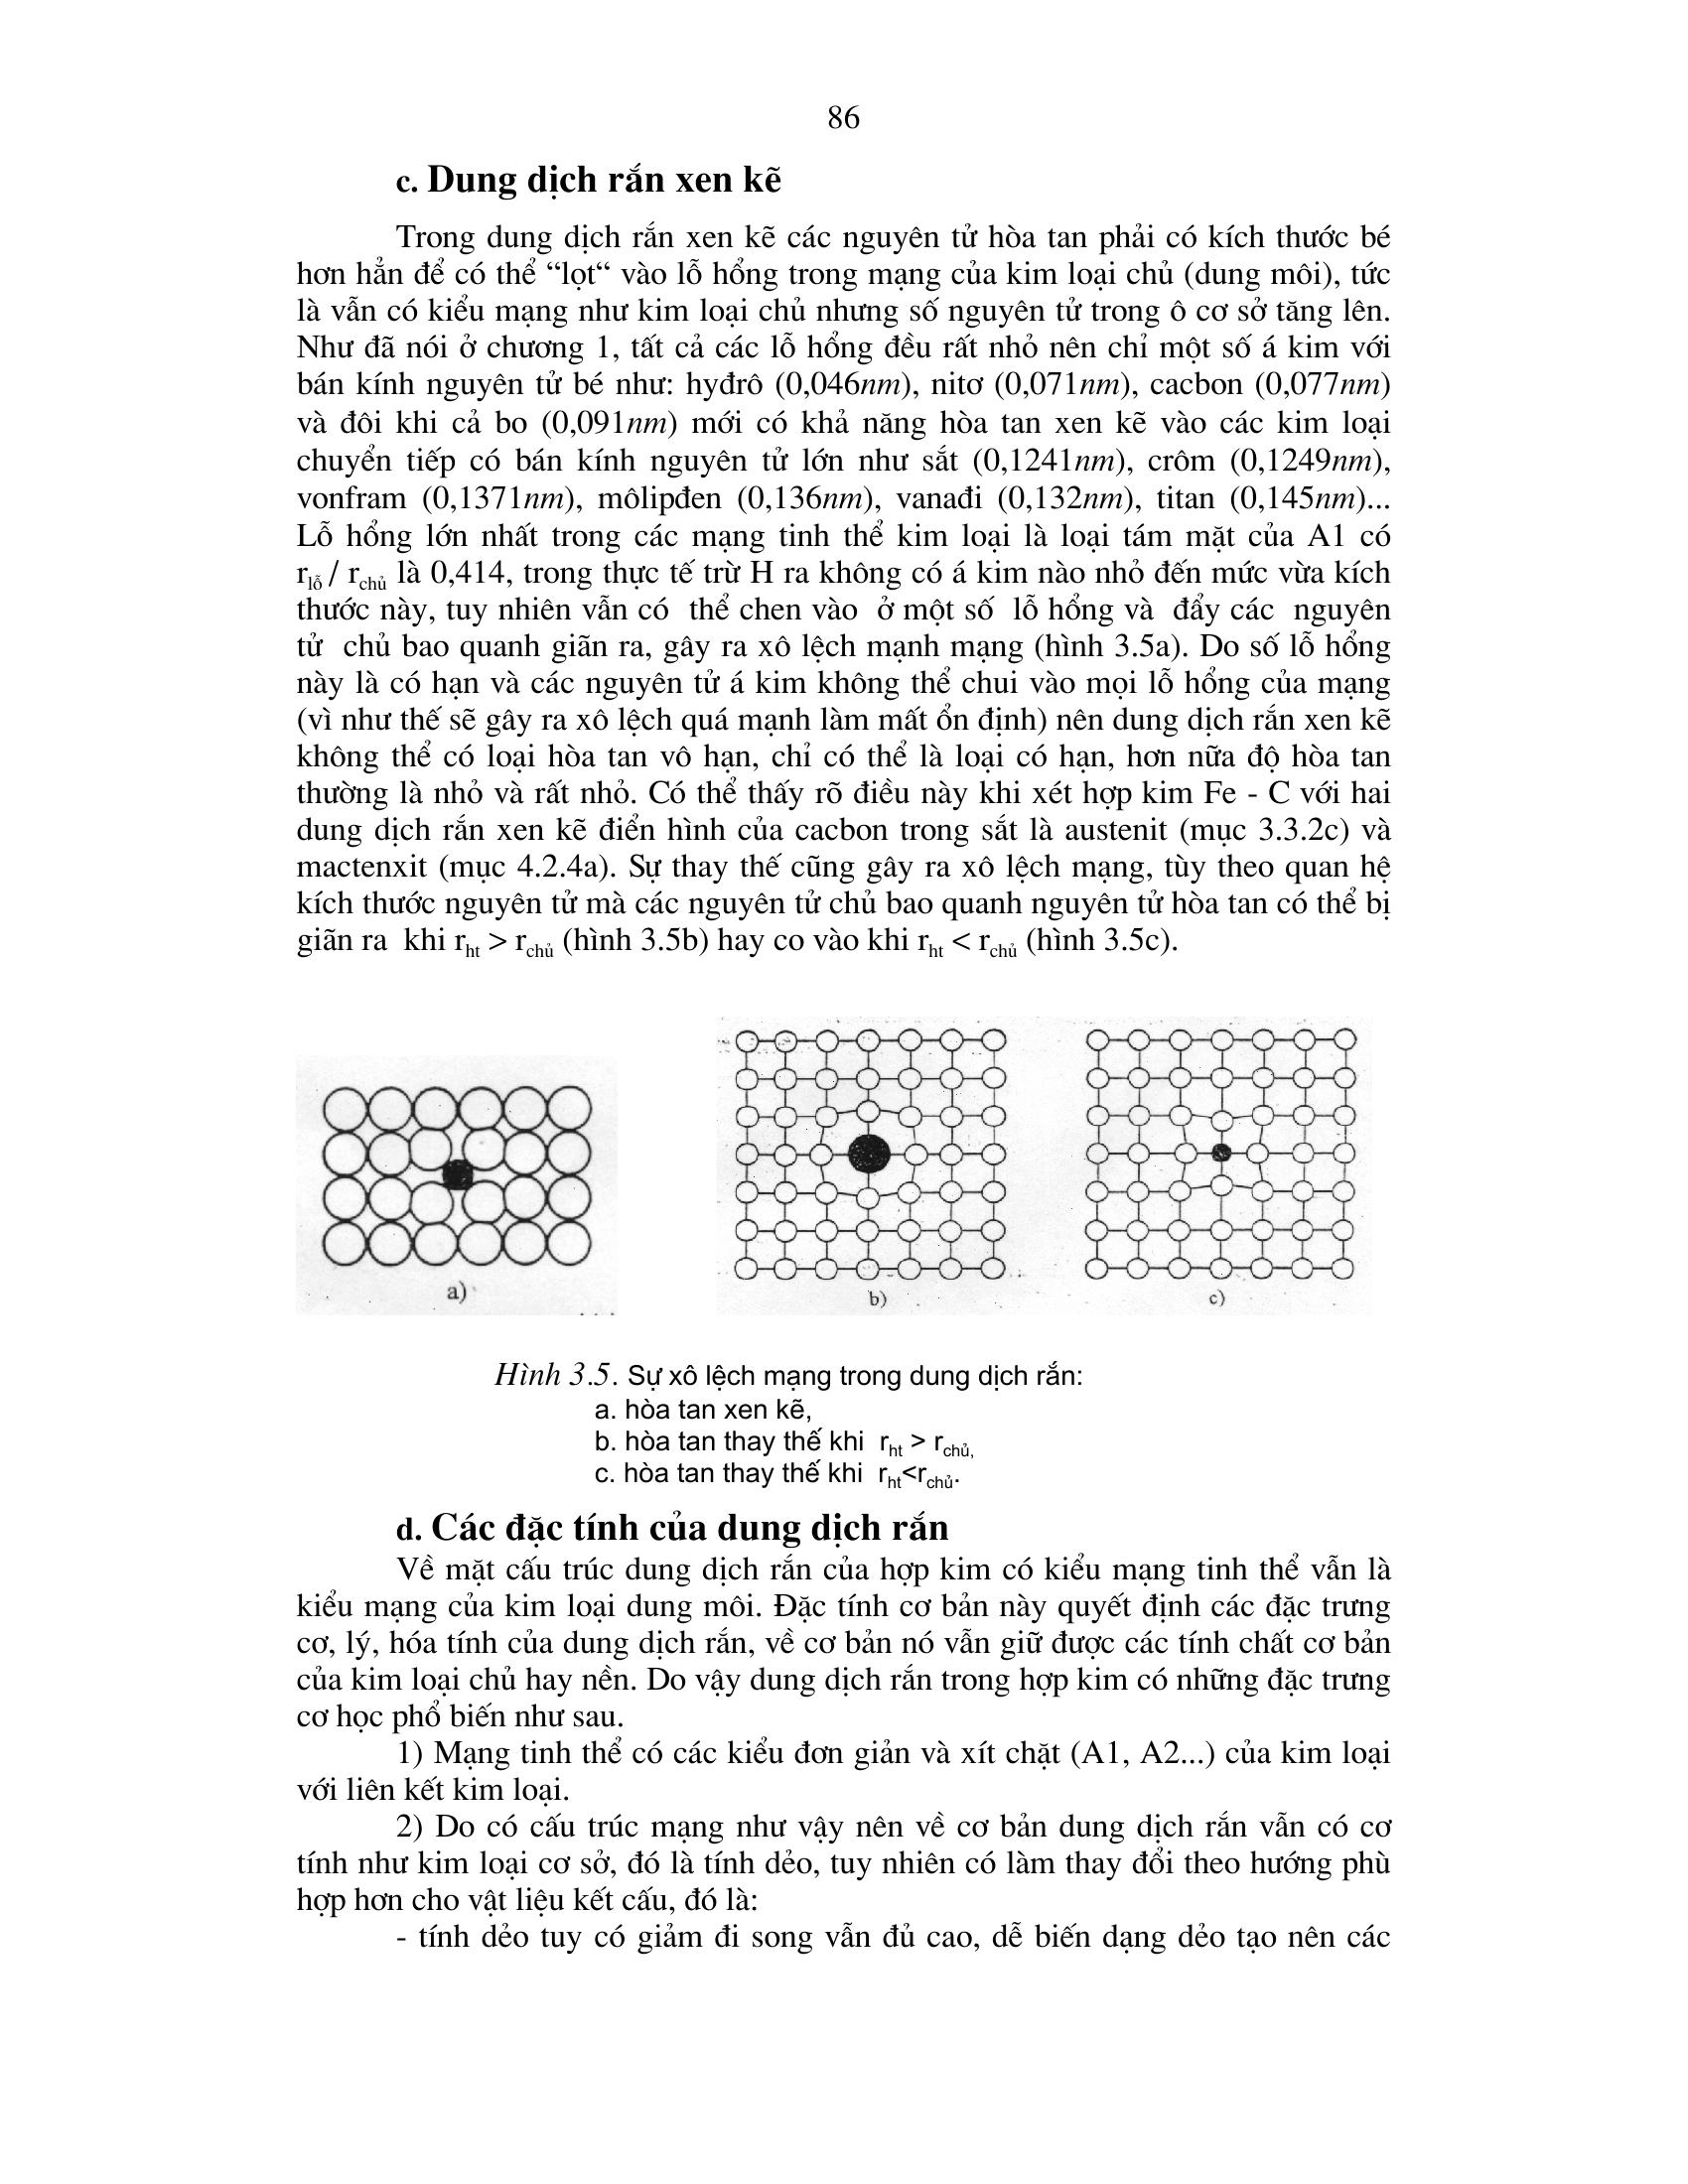 86
c. Dung dịch rắn xen kẽ
Trong dung dịch rắn xen kẽ các nguyên tử hòa tan phải có kích thước bé
hơn hẳn để có thể “lọt“ vào lỗ hổng trong mạng của kim loại chủ (dung môi), tức
là vẫn có kiểu mạng như kim loại chủ nhưng số nguyên tử trong ô cơ sở tăng lên.
Như đã nói ở chương 1, tất cả các lỗ hổng đều rất nhỏ nên chỉ một số á kim với
bán kính nguyên tử bé như: hyđrô (0,046nm), nitơ (0,071nm), cacbon (0,077nm)
và đôi khi cả bo (0,091nm) mới có khả năng hòa tan xen kẽ vào các kim loại
chuyển tiếp có bán kính nguyên tử lớn như sắt (0,1241nm), crôm (0,1249nm),
vonfram (0,1371nm), môlipđen (0,136nm), vanađi (0,132nm), titan (0,145nm)...
Lỗ hổng lớn nhất trong các mạng tinh thể kim loại là loại tám mặt của A1 có
rlỗ / rchủ là 0,414, trong thực tế trừ H ra không có á kim nào nhỏ đến mức vừa kích
thước này, tuy nhiên vẫn có thể chen vào ở một số lỗ hổng và đẩy các nguyên
tử chủ bao quanh giãn ra, gây ra xô lệch mạnh mạng (hình 3.5a). Do số lỗ hổng
này là có hạn và các nguyên tử á kim không thể chui vào mọi lỗ hổng của mạng
(vì như thế sẽ gây ra xô lệch quá mạnh làm mất ổn định) nên dung dịch rắn xen kẽ
không thể có loại hòa tan vô hạn, chỉ có thể là loại có hạn, hơn nữa độ hòa tan
thường là nhỏ và rất nhỏ. Có thể thấy rõ điều này khi xét hợp kim Fe - C với hai
dung dịch rắn xen kẽ điển hình của cacbon trong sắt là austenit (mục 3.3.2c) và
mactenxit (mục 4.2.4a). Sự thay thế cũng gây ra xô lệch mạng, tùy theo quan hệ
kích thước nguyên tử mà các nguyên tử chủ bao quanh nguyên tử hòa tan có thể bị
giãn ra khi rht > rchủ (hình 3.5b) hay co vào khi rht < rchủ (hình 3.5c).
a)
b)
c)
Hình 3.5. Sự xô lệch mạng trong dung dịch rắn:
a. hòa tan xen kẽ,
b. hòa tan thay thế khi rht > rchủ,
c. hòa tan thay thế khi rht<rchủ.
d. Các đặc tính của dung dịch rắn
Về mặt cấu trúc dung dịch rắn của hợp kim có kiểu mạng tinh thể vẫn là
kiểu mạng của kim loại dung môi. Đặc tính cơ bản này quyết định các đặc trưng
cơ, lý, hóa tính của dung dịch rắn, về cơ bản nó vẫn giữ được các tính chất cơ bản
của kim loại chủ hay nền. Do vậy dung dịch rắn trong hợp kim có những đặc trưng
cơ học phổ biến như sau.
1) Mạng tinh thể có các kiểu đơn giản và xít chặt (A1, A2...) của kim loại
với liên kết kim loại.
2) Do có cấu trúc mạng như vậy nên về cơ bản dung dịch rắn vẫn có cơ
tính như kim loại cơ sở, đó là tính dẻo, tuy nhiên có làm thay đổi theo hướng phù
hợp hơn cho vật liệu kết cấu, đó là:
- tính dẻo tuy có giảm đi song vẫn đủ cao, dễ biến dạng dẻo tạo nên các